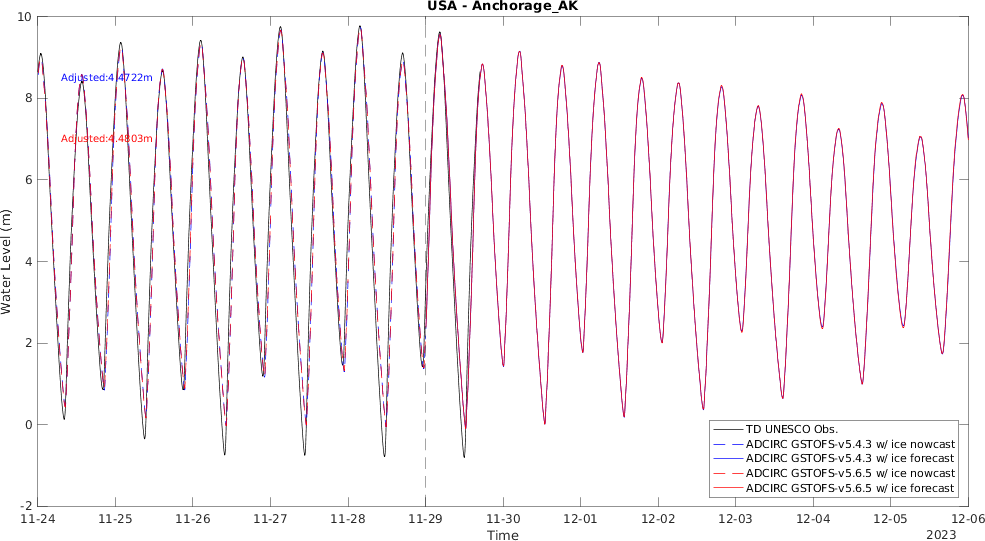 USA - Anchorage_AK
10
8
6
4
2
0
-2
Water Level (m)
Adjusted:4.4722m
Adjusted:4.4803m
TD UNESCO Obs.
ADCIRC GSTOFS-v5.4.3 w/ ice nowcast
ADCIRC GSTOFS-v5.4.3 w/ ice forecast
ADCIRC GSTOFS-v5.6.5 w/ ice nowcast
ADCIRC GSTOFS-v5.6.5 w/ ice forecast
11-24 11-25 11-26 11-27 11-28 11-29 11-30 12-01 12-02 12-03 12-04 12-05 12-06
Time
2023